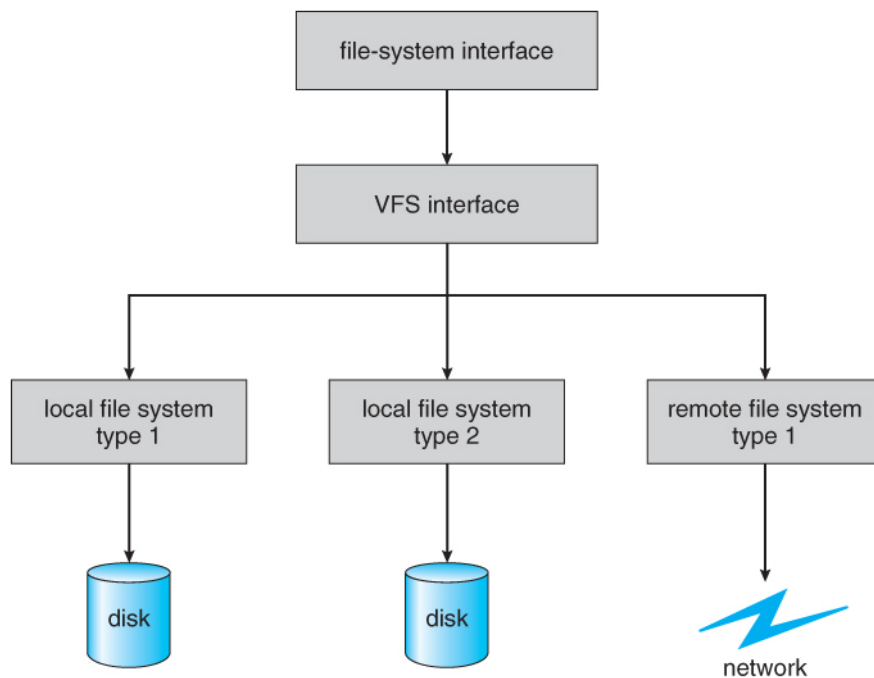 file-system interface
VFS interface
local file system
type 1
local file system
type 2
remote file system
type 1
disk
disk
network